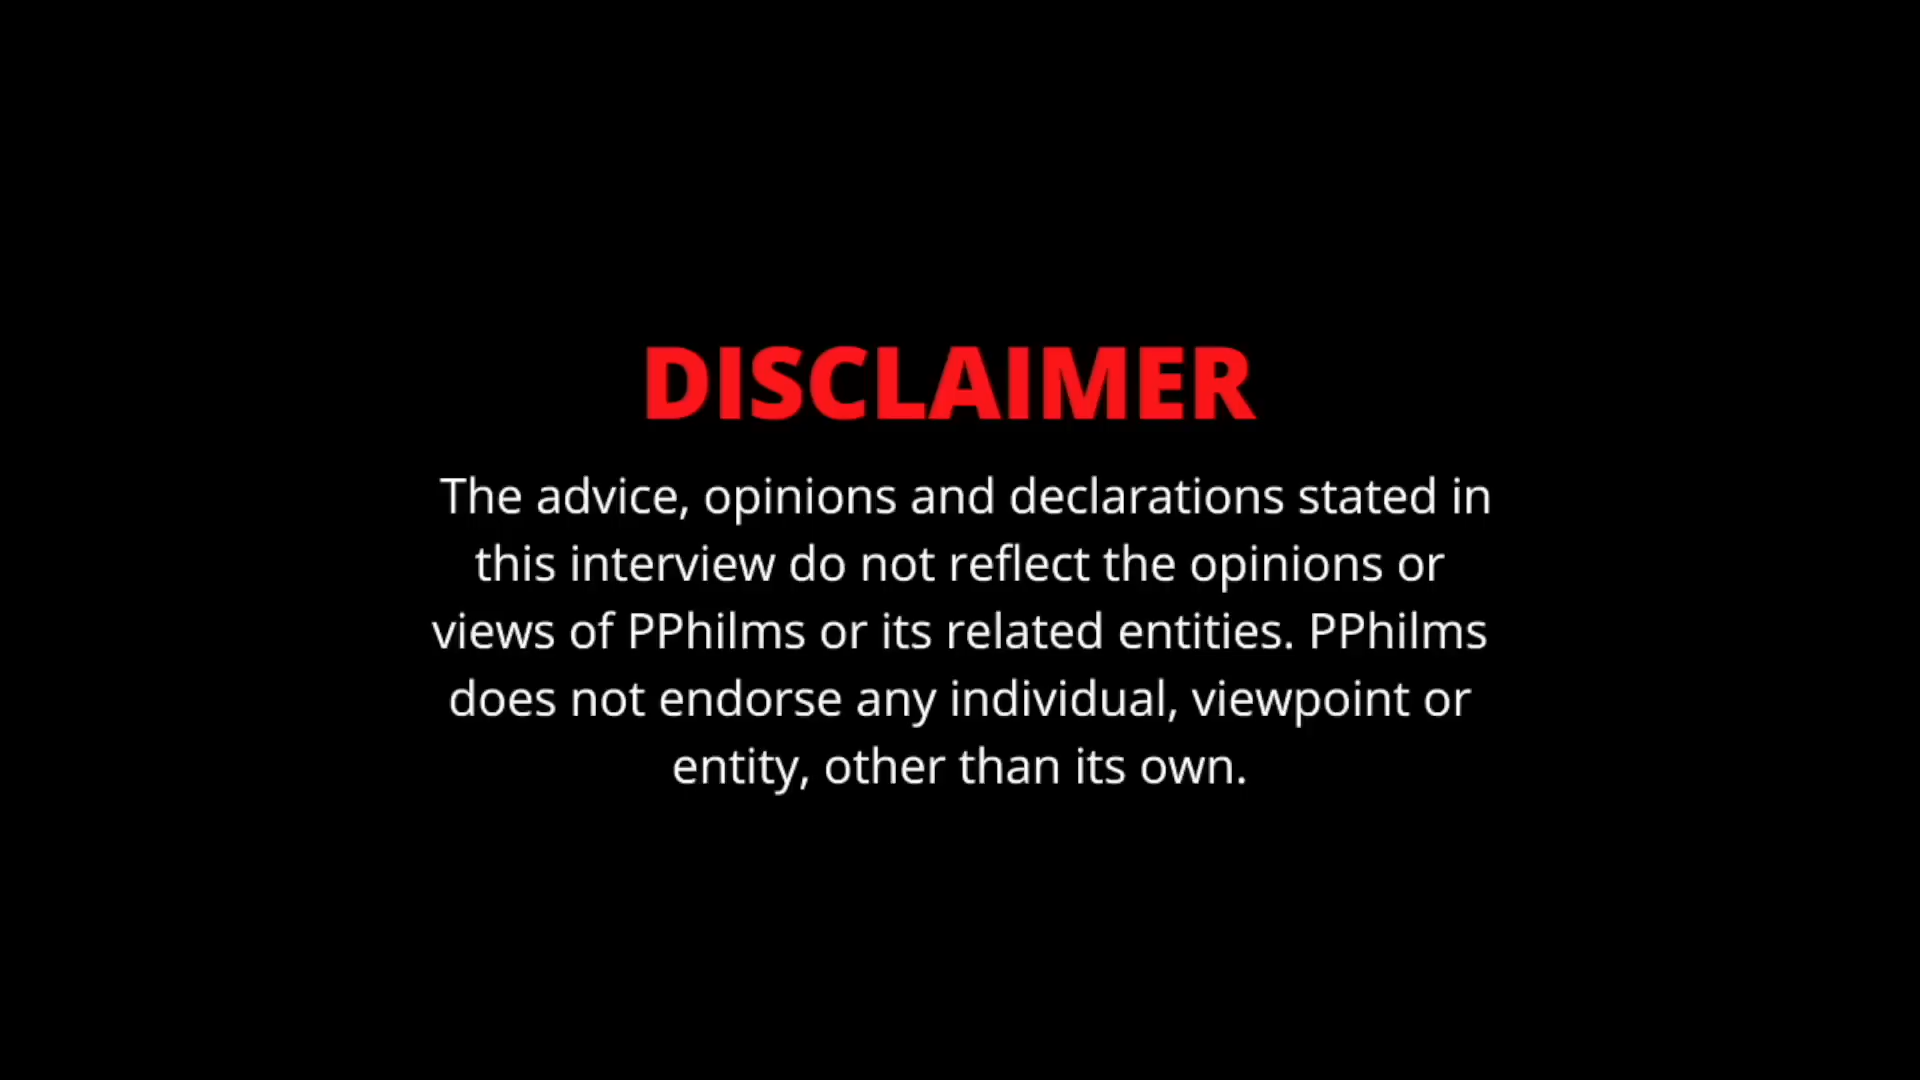 DISCLAIMER
The advice, opinions and declarations stated in
this interview do not reflect the opinions or
views of PPhilms or its related entities. PPhilms
does not endorse any individual, viewpoint or
entity, other than its own.